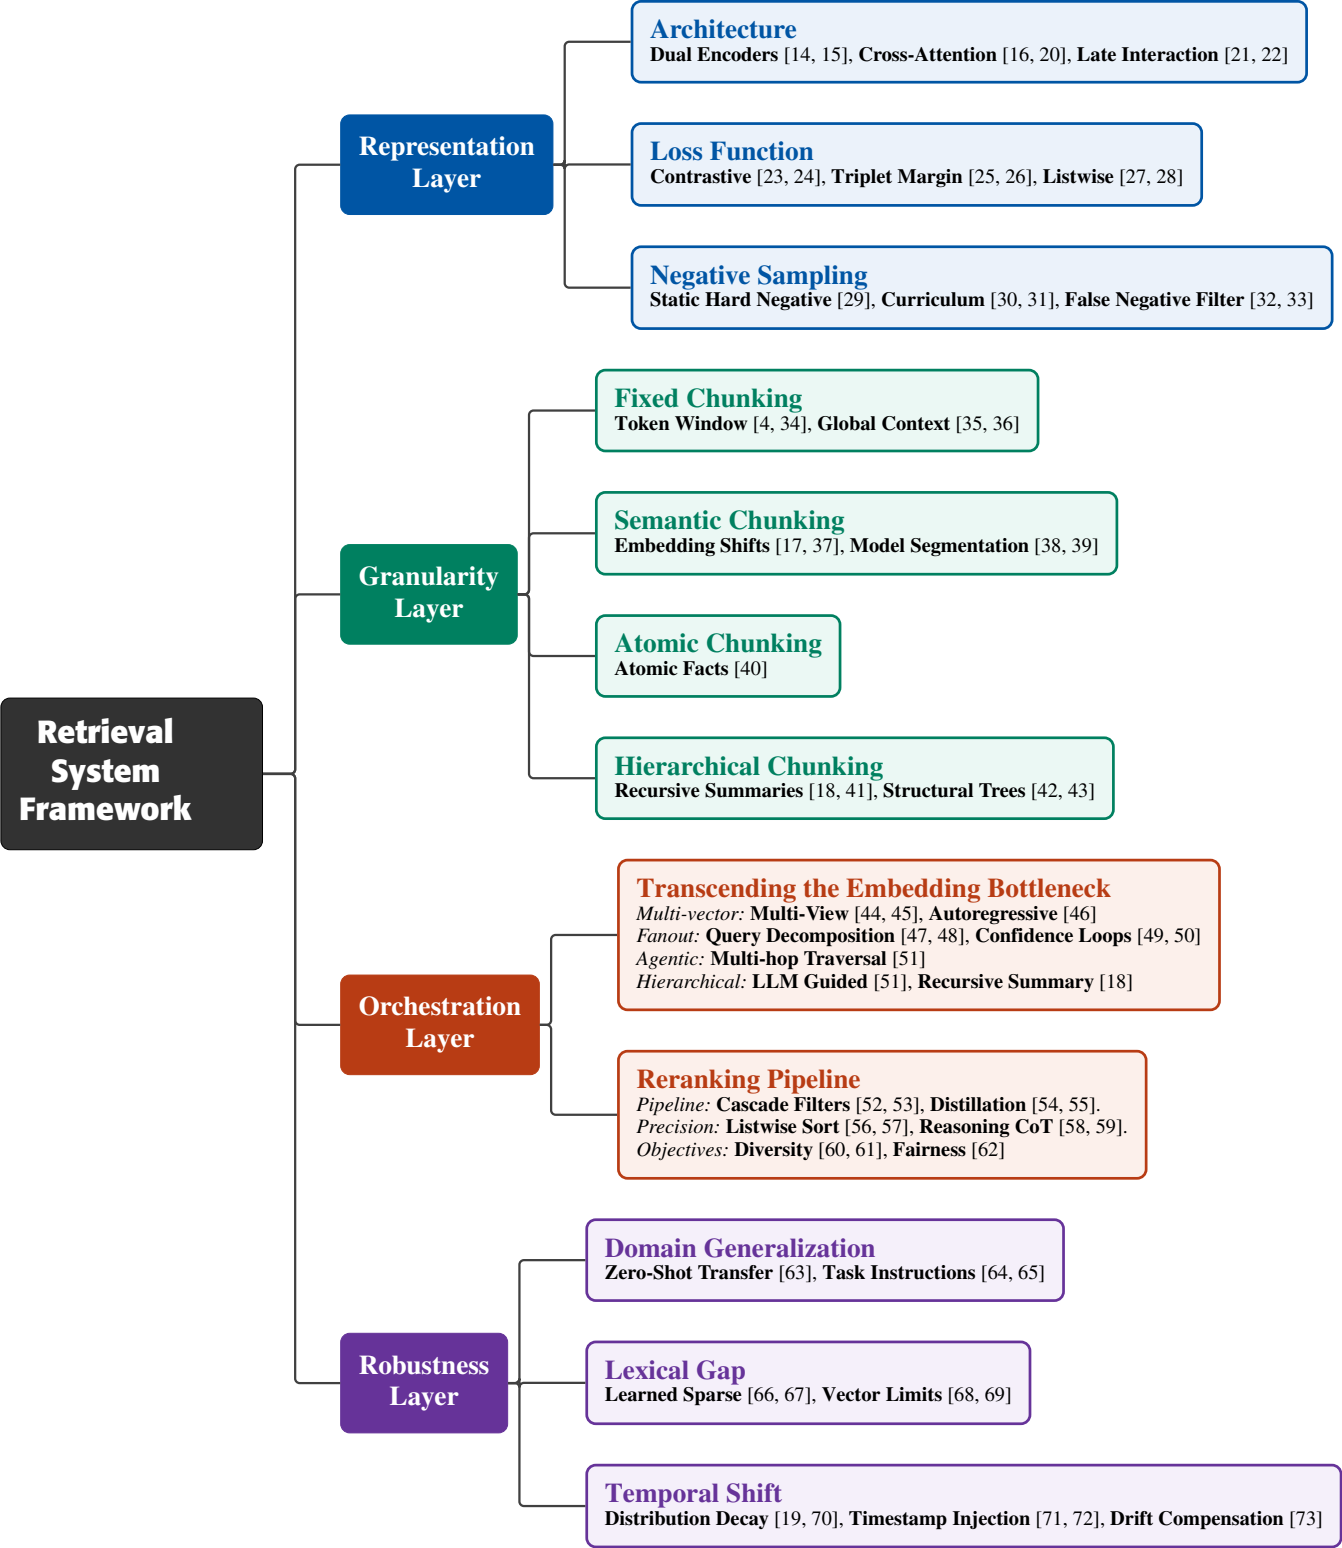 Retrieval
System
Framework
Representation
Layer
Architecture
Dual Encoders [14, 15], Cross-Attention [16, 20], Late Interaction [21, 22]
Loss Function
Contrastive [23, 24], Triplet Margin [25, 26], Listwise [27, 28]
Negative Sampling
Static Hard Negative [29], Curriculum [30, 31], False Negative Filter [32, 33]
Granularity
Layer
Fixed Chunking
Token Window [4, 34], Global Context [35, 36]
Semantic Chunking
Embedding Shifts [17, 37], Model Segmentation [38, 39]
Atomic Chunking
Atomic Facts [40]
Hierarchical Chunking
Recursive Summaries [18, 41], Structural Trees [42, 43]
Orchestration
Layer
Transcending the Embedding Bottleneck
Multi-vector: Multi-View [44, 45], Autoregressive [46]
Fanout: Query Decomposition [47, 48], Confidence Loops [49, 50]
Agentic: Multi-hop Traversal [51]
Hierarchical: LLM Guided [51], Recursive Summary [18]
Reranking Pipeline
Pipeline: Cascade Filters [52, 53], Distillation [54, 55].
Precision: Listwise Sort [56, 57], Reasoning CoT [58, 59].
Objectives: Diversity [60, 61], Fairness [62]
Robustness
Layer
Domain Generalization
Zero-Shot Transfer [63], Task Instructions [64, 65]
Lexical Gap
Learned Sparse [66, 67], Vector Limits [68, 69]
Temporal Shift
Distribution Decay [19, 70], Timestamp Injection [71, 72], Drift Compensation [73]